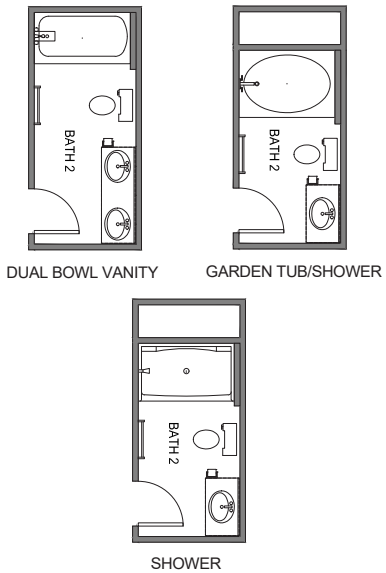 BATH 2
DUAL BOWL VANITY
BATH 2
GARDEN TUB/SHOWER
BATH 2
SHOWER